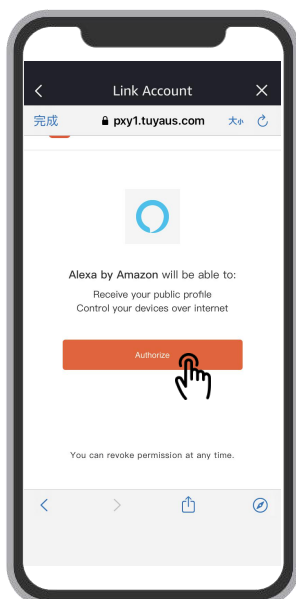 Link Account
完成 pxy1.tuyaus.com 大小
Alexa by Amazon will be able to:
Receive your public profile
Control your devices over internet
Authorize
You can revoke permission at any time.